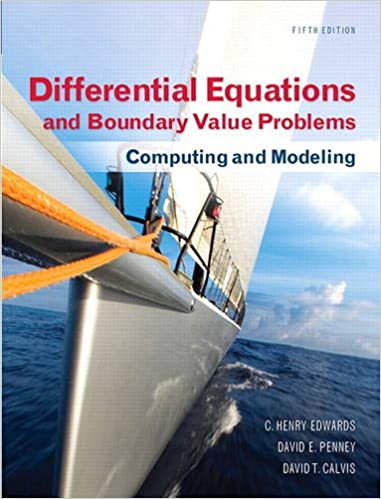 FIFTH EDITION
Differential Equations
and Boundary Value Problems
Computing and Modeling
C. HENRY EDWARDS
DAVID E. PENNEY
DAVID T. CALVIS